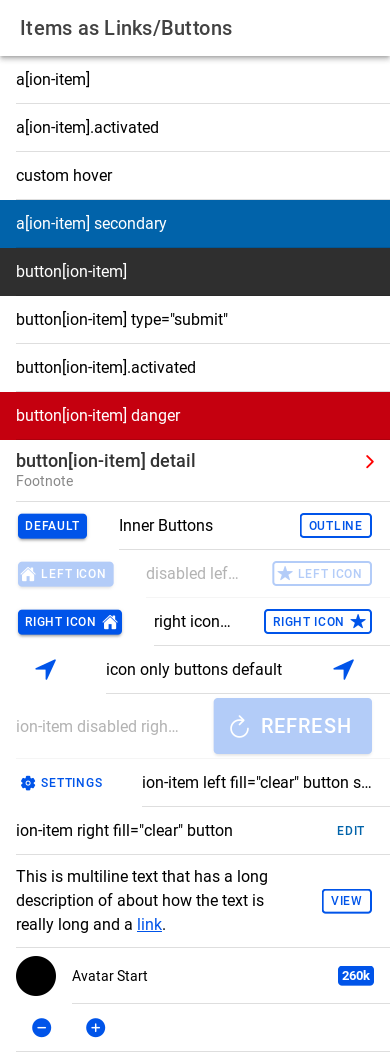 Items as Links/Buttons
a[ion-item]
a[ion-item].activated
custom hover
a[ion-item] secondary
button[ion-item]
button[ion-item] type="submit"
button[ion-item].activated
button[ion-item] danger
button[ion-item] detail
Footnote
DEFAULT Inner Buttons OUTLINE
LEFT ICON disabled lef... LEFT ICON
RIGHT ICON right icon... RIGHT ICON
icon only buttons default
ion-item disabled righ... REFRESH
SETTINGS ion-item left fill="clear" button s...
ion-item right fill="clear" button EDIT
This is multiline text that has a long
description of about how the text is
really long and a link.
VIEW
Avatar Start 260k